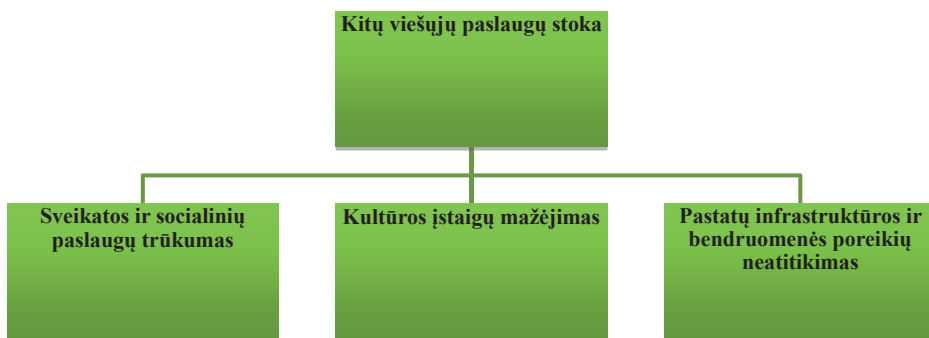 Kitų viešųjų paslaugų stoka
Sveikatos ir socialinių
paslaugų trūkumas
Kultūros įstaigų mažėjimas
Pastatų infrastruktūros ir
bendruomenės poreikių
neatitikimas